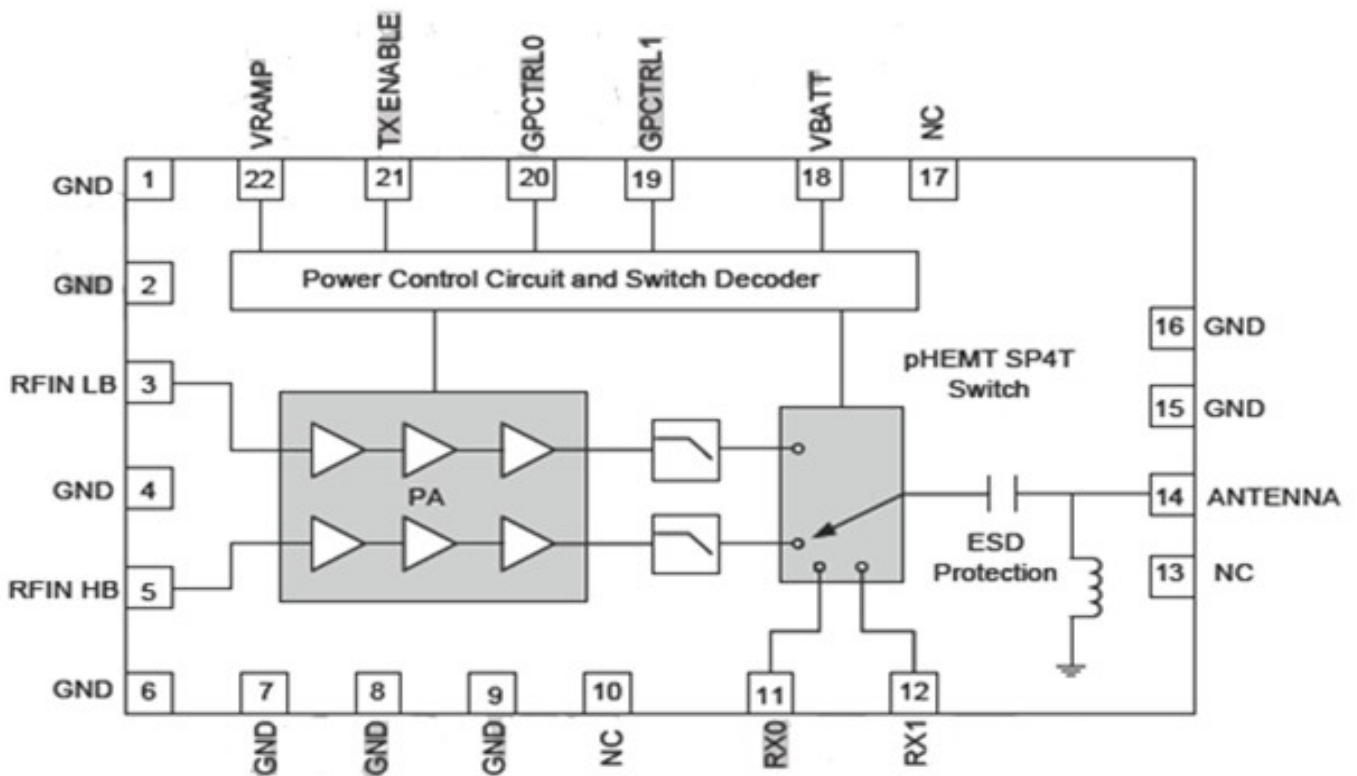 VRAMP
TX ENABLE
GPCTRL0
GPCTRL1
VBATT
NC
GND 1
22
21
20
19
18
17
GND 2
Power Control Circuit and Switch Decoder
16 GND
RFIN LB 3
pHEMT SP4T
Switch
15 GND
GND 4
PA
14 ANTENNA
ESD
Protection
13 NC
RFIN HB 5
GND 6
7
8
9
10
11
12
GND
GND
GND
NC
RX0
RX1